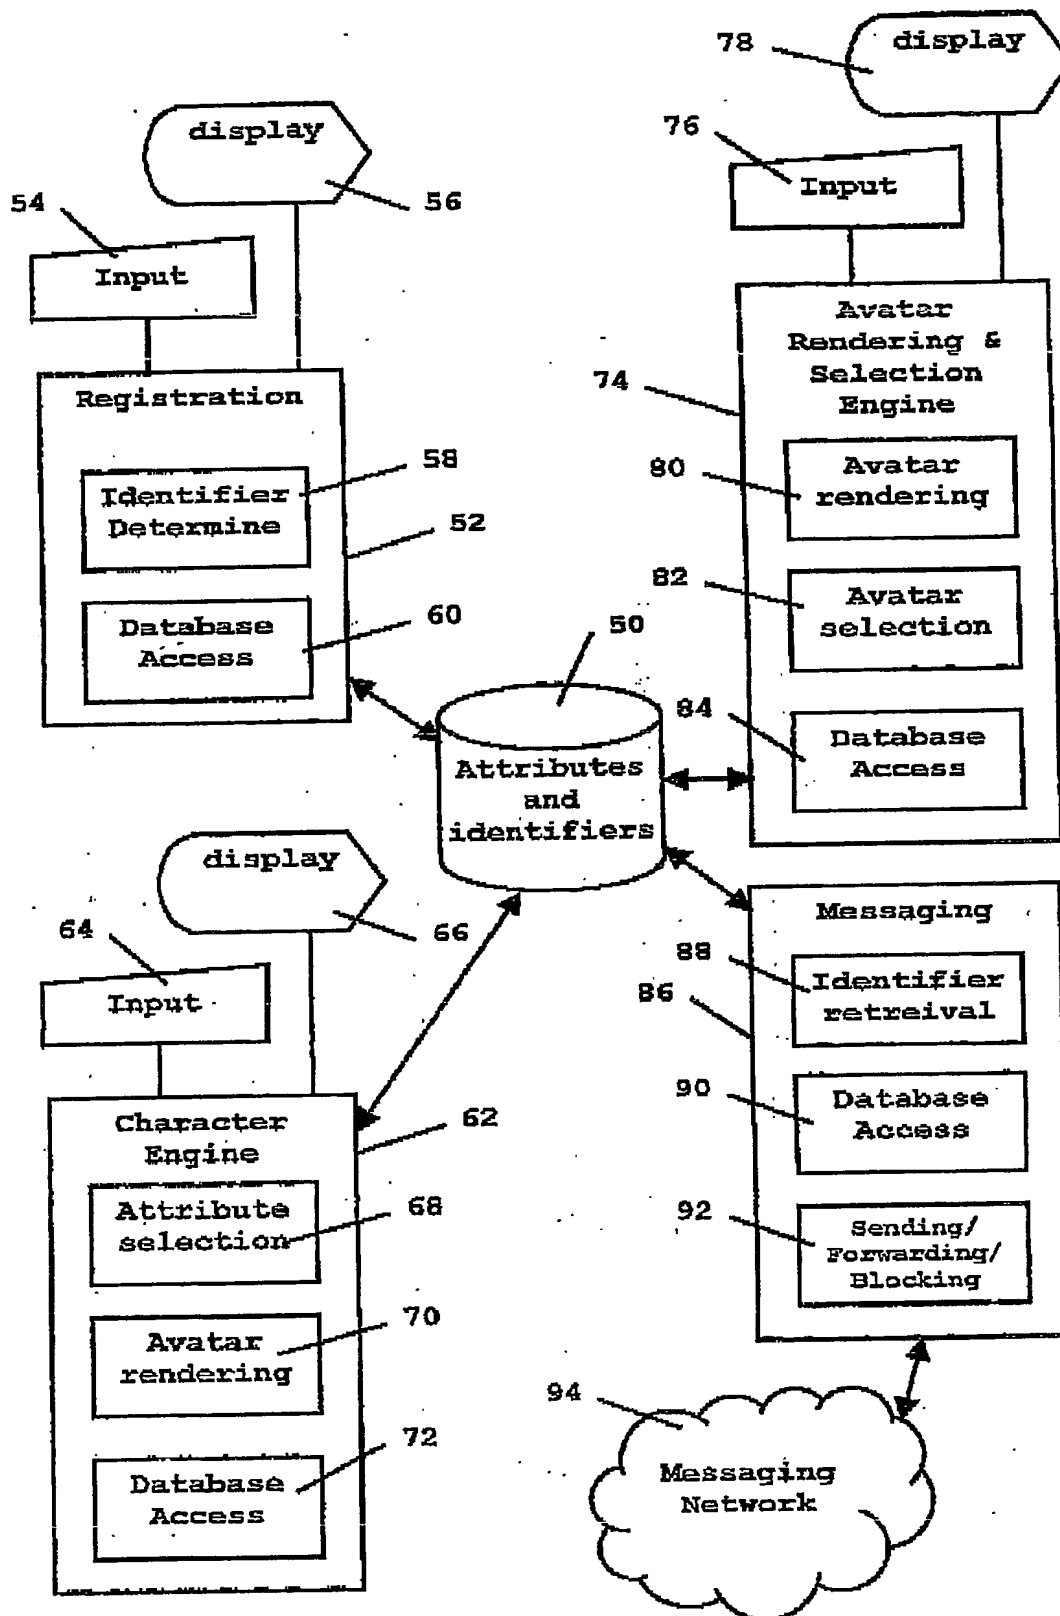 display
56
54
Input
Registration
58
Identifier
Determine
52
60
Database
Access
78
display
76
Input
Avatar
Rendering &
Selection
Engine
74
80
Avatar
rendering
82
Avatar
selection
84
Database
Access
50
Attributes
and
identifiers
display
66
64
Input
Character
Engine
62
Attribute
selection
68
70
Avatar
rendering
72
Database
Access
Messaging
88
Identifier
retreival
86
90
Database
Access
92
Sending/
Forwarding/
Blocking
94
Messaging
Network